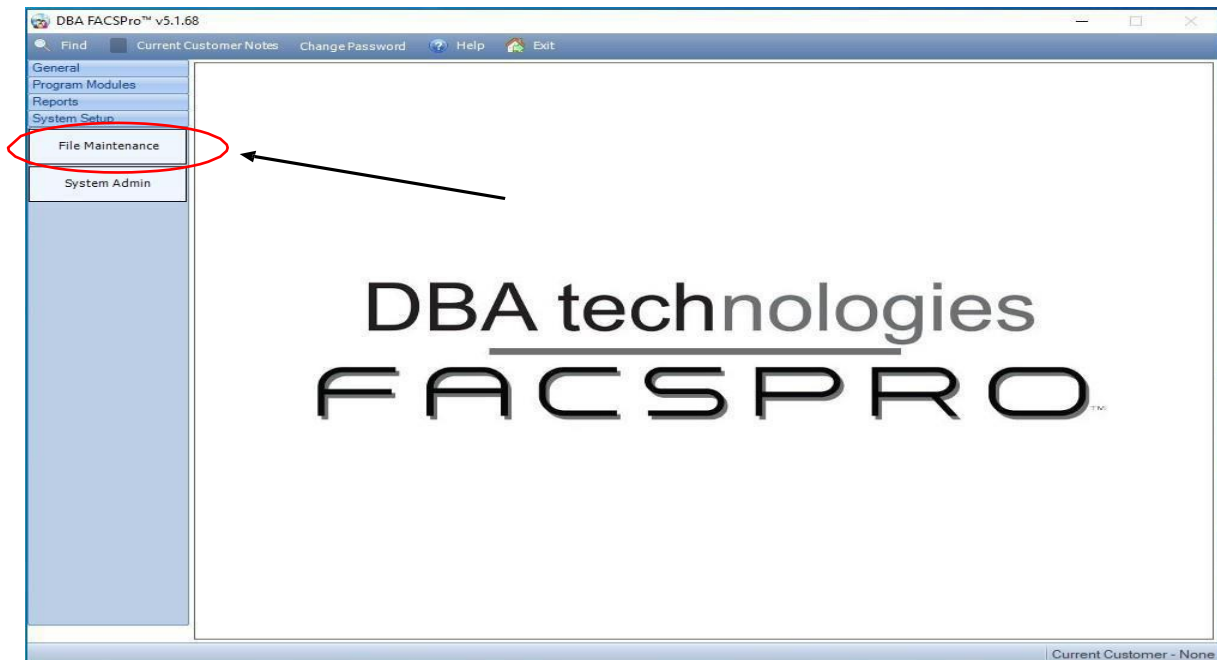 DBA FACSPro™ v5.1.68
Find Current Customer Notes Change Password Help Exit
General
Program Modules
Reports
System Setup
File Maintenance
System Admin
DBA technologies
FACSPRO™
Current Customer - None